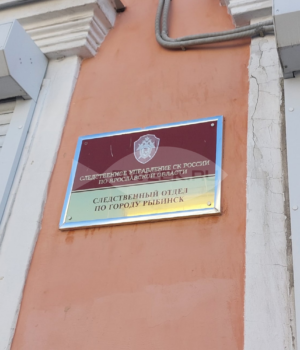 СЛЕДСТВЕННОЕ УПРАВЛЕНИЕ СК РОССИИ
ПО ЯРОСЛАВСКОЙ ОБЛАСТИ
СЛЕДСТВЕННЫЙ ОТДЕЛ
ПО ГОРОДУ РЫБИНСК